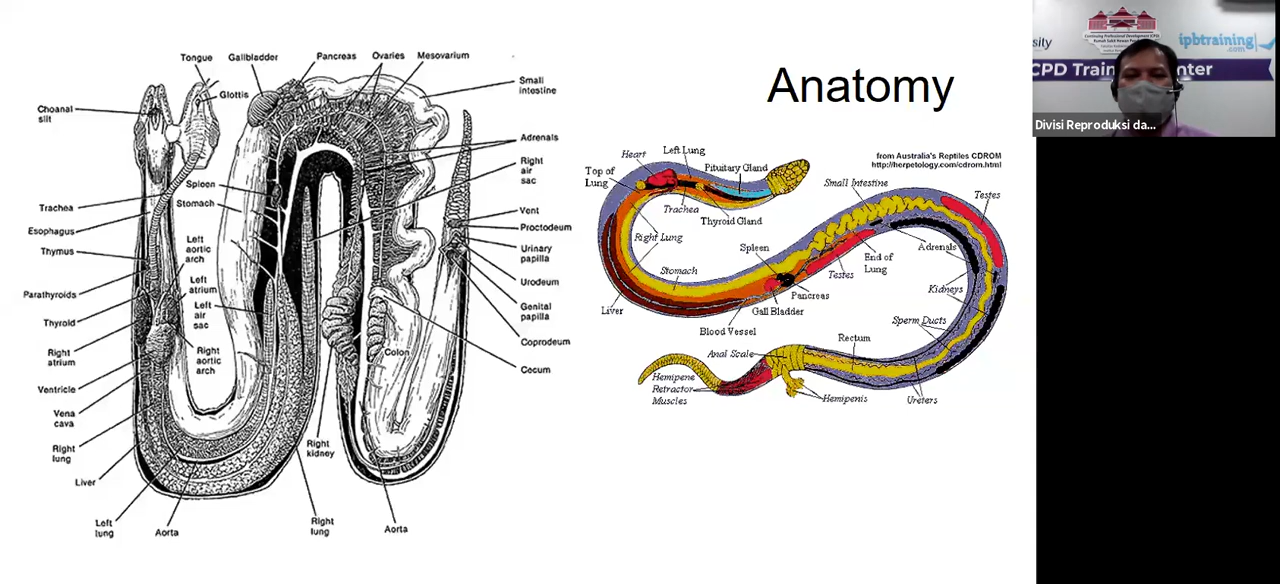 Anatomy
Tongue
Gallbladder
Pancreas
Ovaries
Mesovarium
Small
intestine
Glottis
Choanal
slit
Adrenals
Right
air
sac
Spleen
Stomach
Trachea
Esophagus
Thymus
Left
aortic
arch
Vent
Proctodeum
Urinary
papilla
Urodeum
Parathyroids
Left
atrium
Left
air
sac
Genital
papilla
Thyroid
Right
atrium
Right
aortic
arch
Colon
Coprodeum
Cecum
Ventricle
Vena
cava
Right
lung
Right
kidney
Liver
Left
lung
Aorta
Right
lung
Aorta
from Australia's Reptiles CDROM
http://herpetology.com/cdrom.html
Heart
Left Lung
Pituitary Gland
Top of
Lung
Trachea
Thyroid Gland
Small Intestine
Testes
Right Lung
Spleen
End of
Lung
Adrenals
Stomach
Testes
Kidneys
Liver
Pancreas
Gall Bladder
Blood Vessel
Sperm Ducts
Rectum
Anal Scale
Hemipene
Retractor
Muscles
Hemipenis
Ureters
Continuing Professional Development (CPD)
ipbtraining
.com
CPD Train
nter
Divisi Reproduksi da...